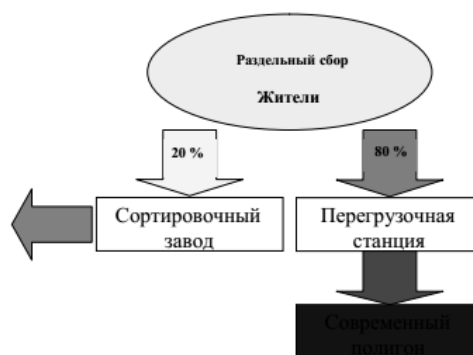 Раздельный сбор
Жители
20 %
80 %
Сортировочный
завод
Перегрузочная
станция
Современный
полигон